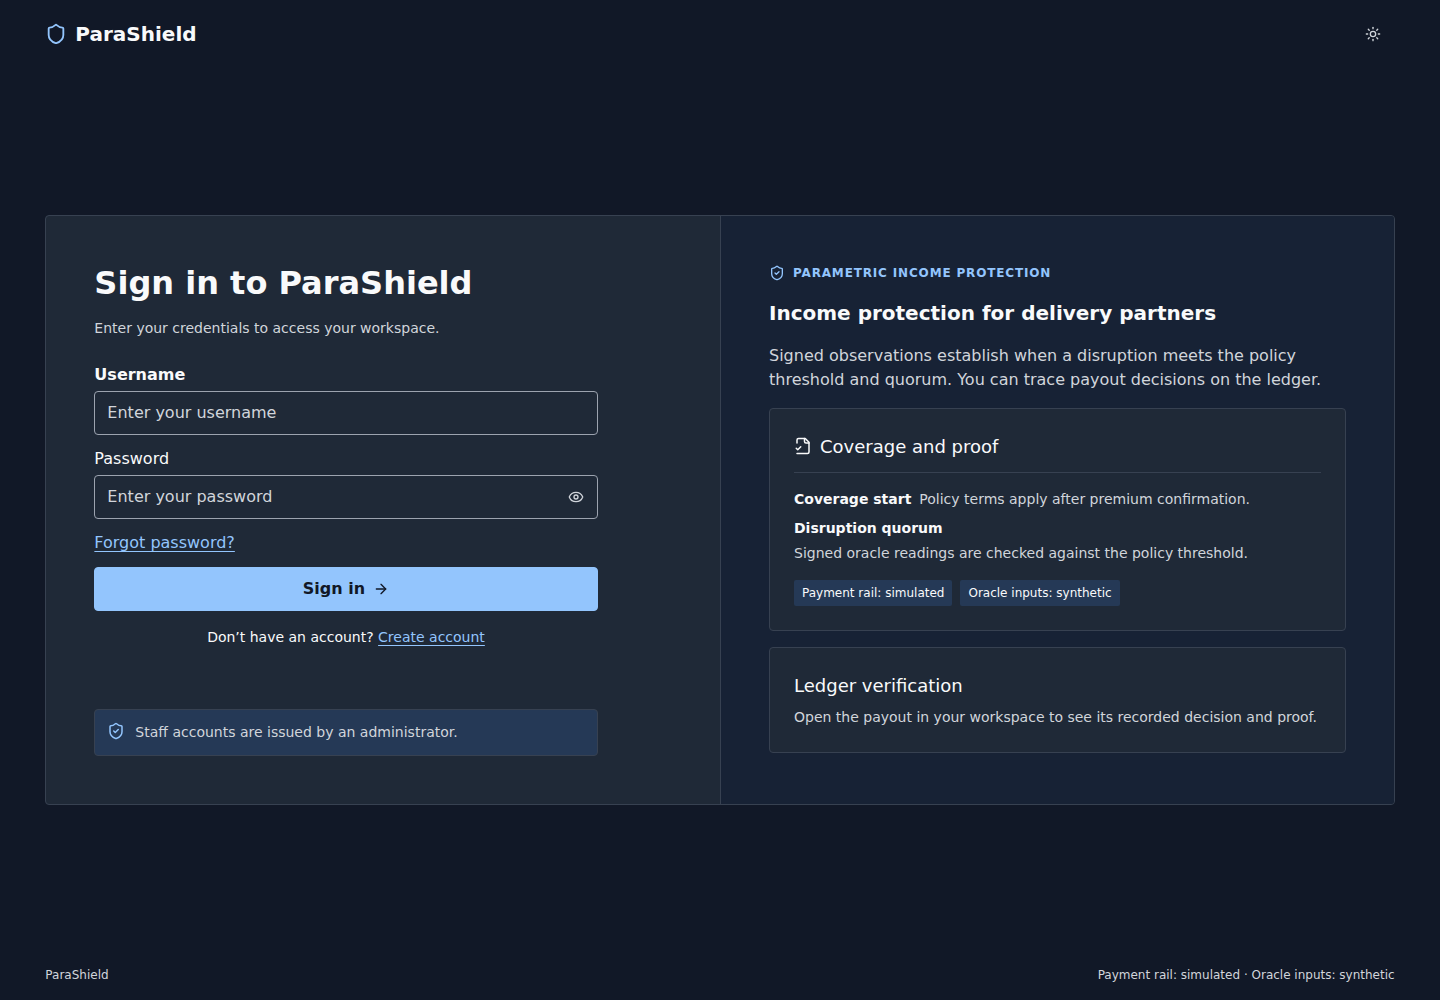 ParaShield
Sign in to ParaShield
Enter your credentials to access your workspace.
Username
Enter your username
Password
Enter your password
Forgot password?
Sign in
Don’t have an account? Create account
Staff accounts are issued by an administrator.
PARAMETRIC INCOME PROTECTION
Income protection for delivery partners
Signed observations establish when a disruption meets the policy
threshold and quorum. You can trace payout decisions on the ledger.
Coverage and proof
Coverage start Policy terms apply after premium confirmation.
Disruption quorum
Signed oracle readings are checked against the policy threshold.
Payment rail: simulated Oracle inputs: synthetic
Ledger verification
Open the payout in your workspace to see its recorded decision and proof.
ParaShield
Payment rail: simulated · Oracle inputs: synthetic